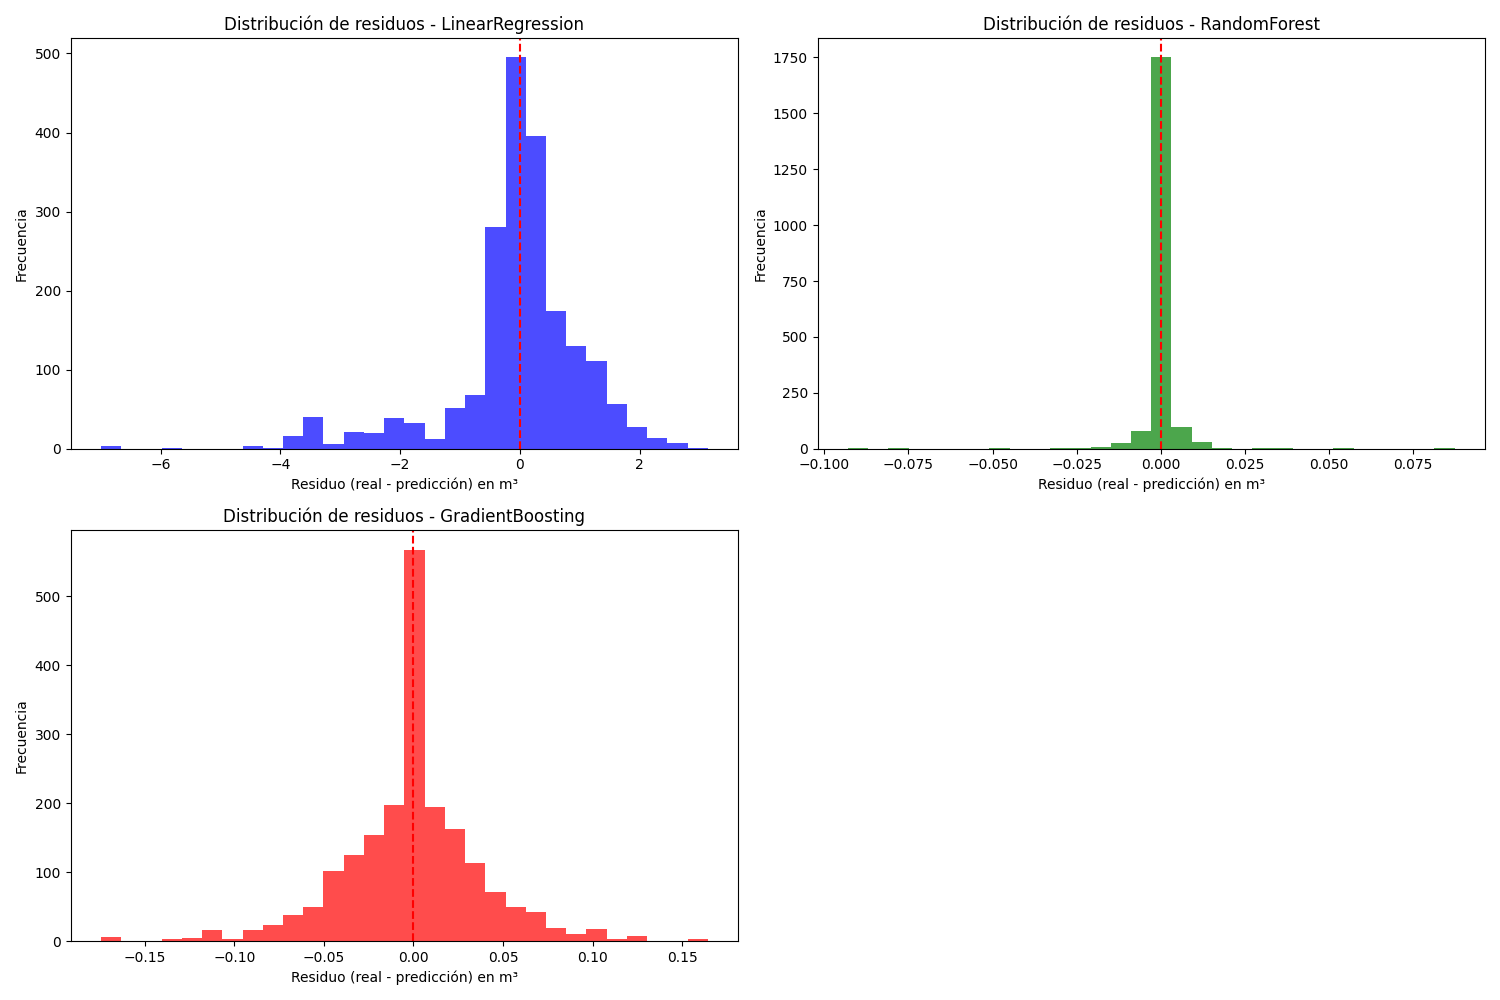 Distribución de residuos - LinearRegression
500
400
300
200
100
0
Frecuencia
−6 −4 −2 0 2
Residuo (real - predicción) en m³
Distribución de residuos - RandomForest
1750
1500
1250
1000
750
500
250
0
Frecuencia
−0.100 −0.075 −0.050 −0.025 0.000 0.025 0.050 0.075
Residuo (real - predicción) en m³
Distribución de residuos - GradientBoosting
500
400
300
200
100
0
Frecuencia
−0.15 −0.10 −0.05 0.00 0.05 0.10 0.15
Residuo (real - predicción) en m³